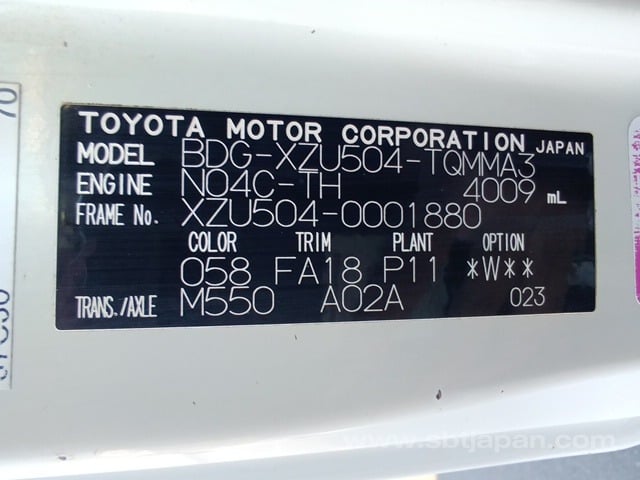 TOYOTA MOTOR CORPORATION JAPAN
MODEL BDG-XZU504-TQMMA3
ENGINE N04C-TH 4009 mL
FRAME No. XZU504-0001880
COLOR TRIM PLANT OPTION
058 FA18 P11 *W**
TRANS./AXLE M550 A02A 023
70
www.sbtjapan.com